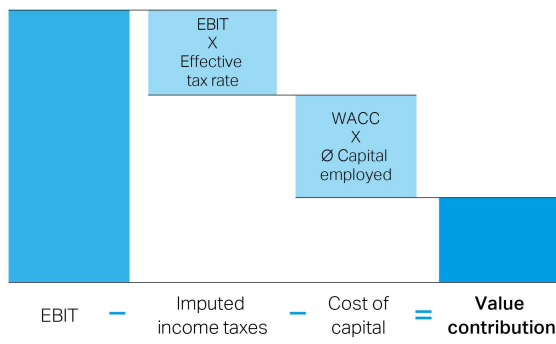 EBIT
X
Effective
tax rate
WACC
X
Ø Capital
employed
EBIT – Imputed income taxes – Cost of capital = Value contribution